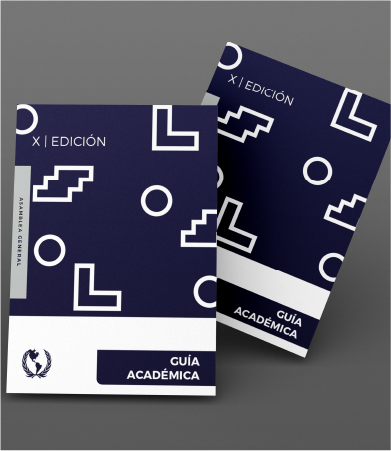 X | EDICIÓN
ASAMBLEA GENERAL
GUÍA
ACADÉMICA
X | EDICIÓN
GUÍA
ACADÉMICA